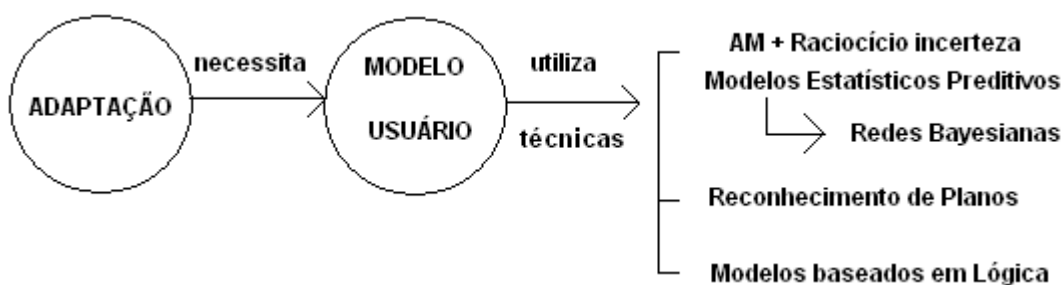 ADAPTAÇÃO
necessita
MODELO
USUÁRIO
utiliza
técnicas
AM + Raciocício incerteza
Modelos Estatísticos Preditivos
Redes Bayesianas
Reconhecimento de Planos
Modelos baseados em Lógica